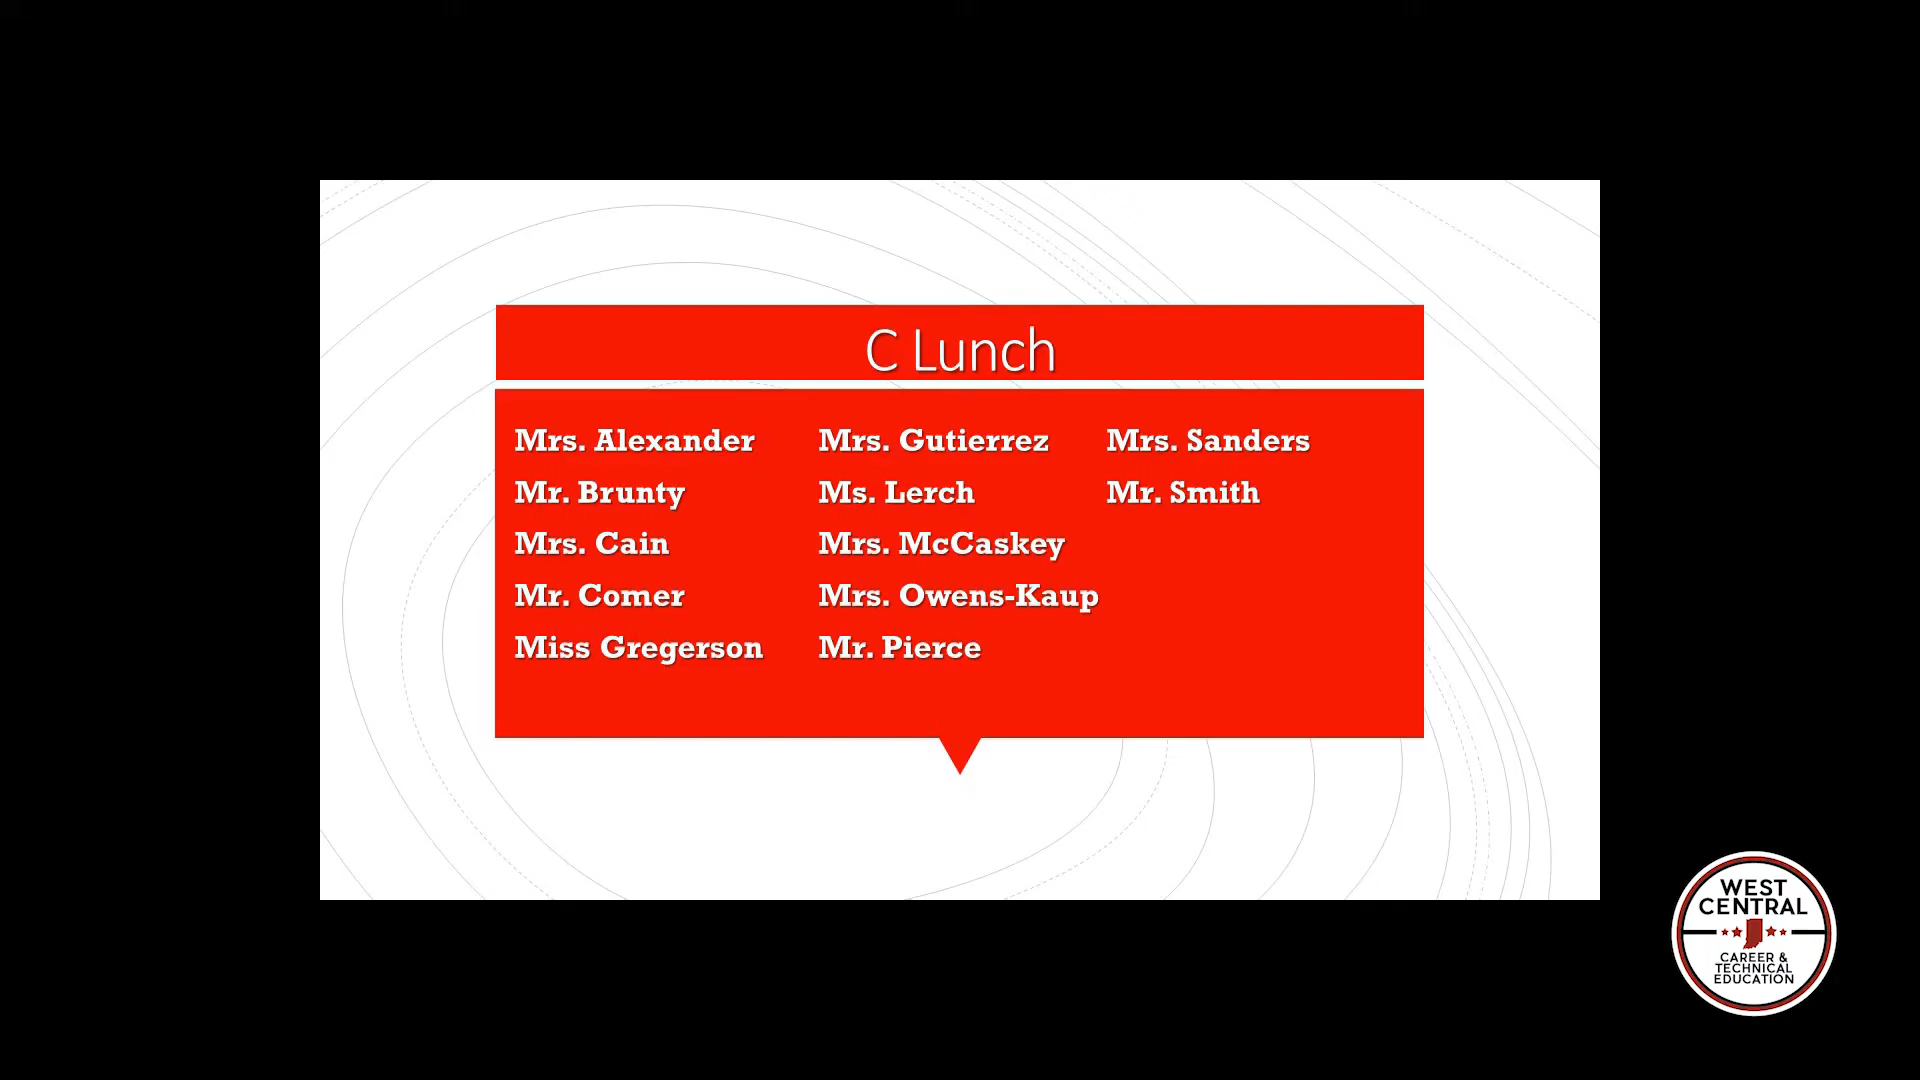 C Lunch
Mrs. Alexander
Mr. Brunty
Mrs. Cain
Mr. Comer
Miss Gregerson
Mrs. Gutierrez
Ms. Lerch
Mrs. McCaskey
Mrs. Owens-Kaup
Mr. Pierce
Mrs. Sanders
Mr. Smith
WEST
CENTRAL
CAREER &
TECHNICAL
EDUCATION